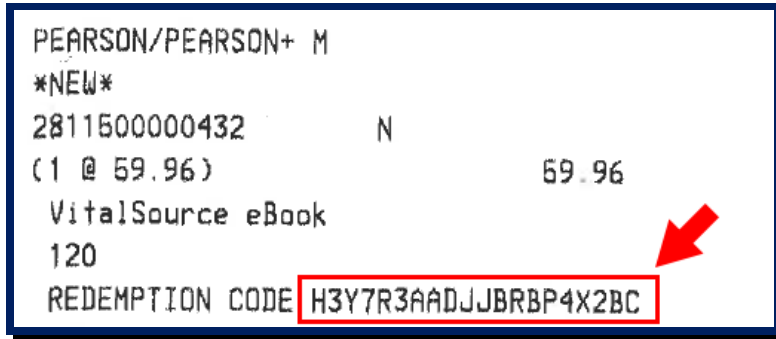 PEARSON/PEARSON+ M
*NEW*
2811500000432 N
(1 @ 59.96) 59.96
VitalSource eBook
120
REDEMPTION CODE H3Y7R3AADJJBRBP4X2BC